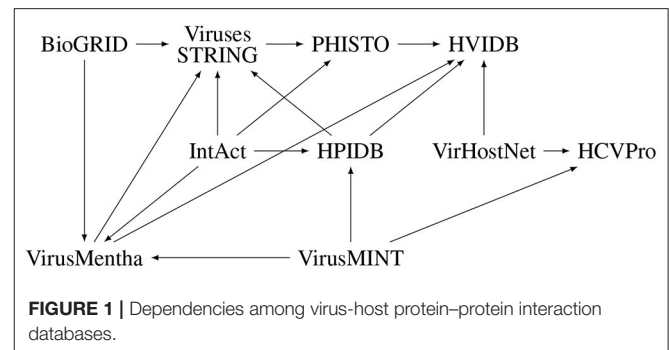 Viruses
BioGRID STRING PHISTO HVIDB
IntAct HPIDB VirHostNet HCVPro
VirusMentha VirusMINT
FIGURE 1 | Dependencies among virus-host protein–protein interaction
databases.